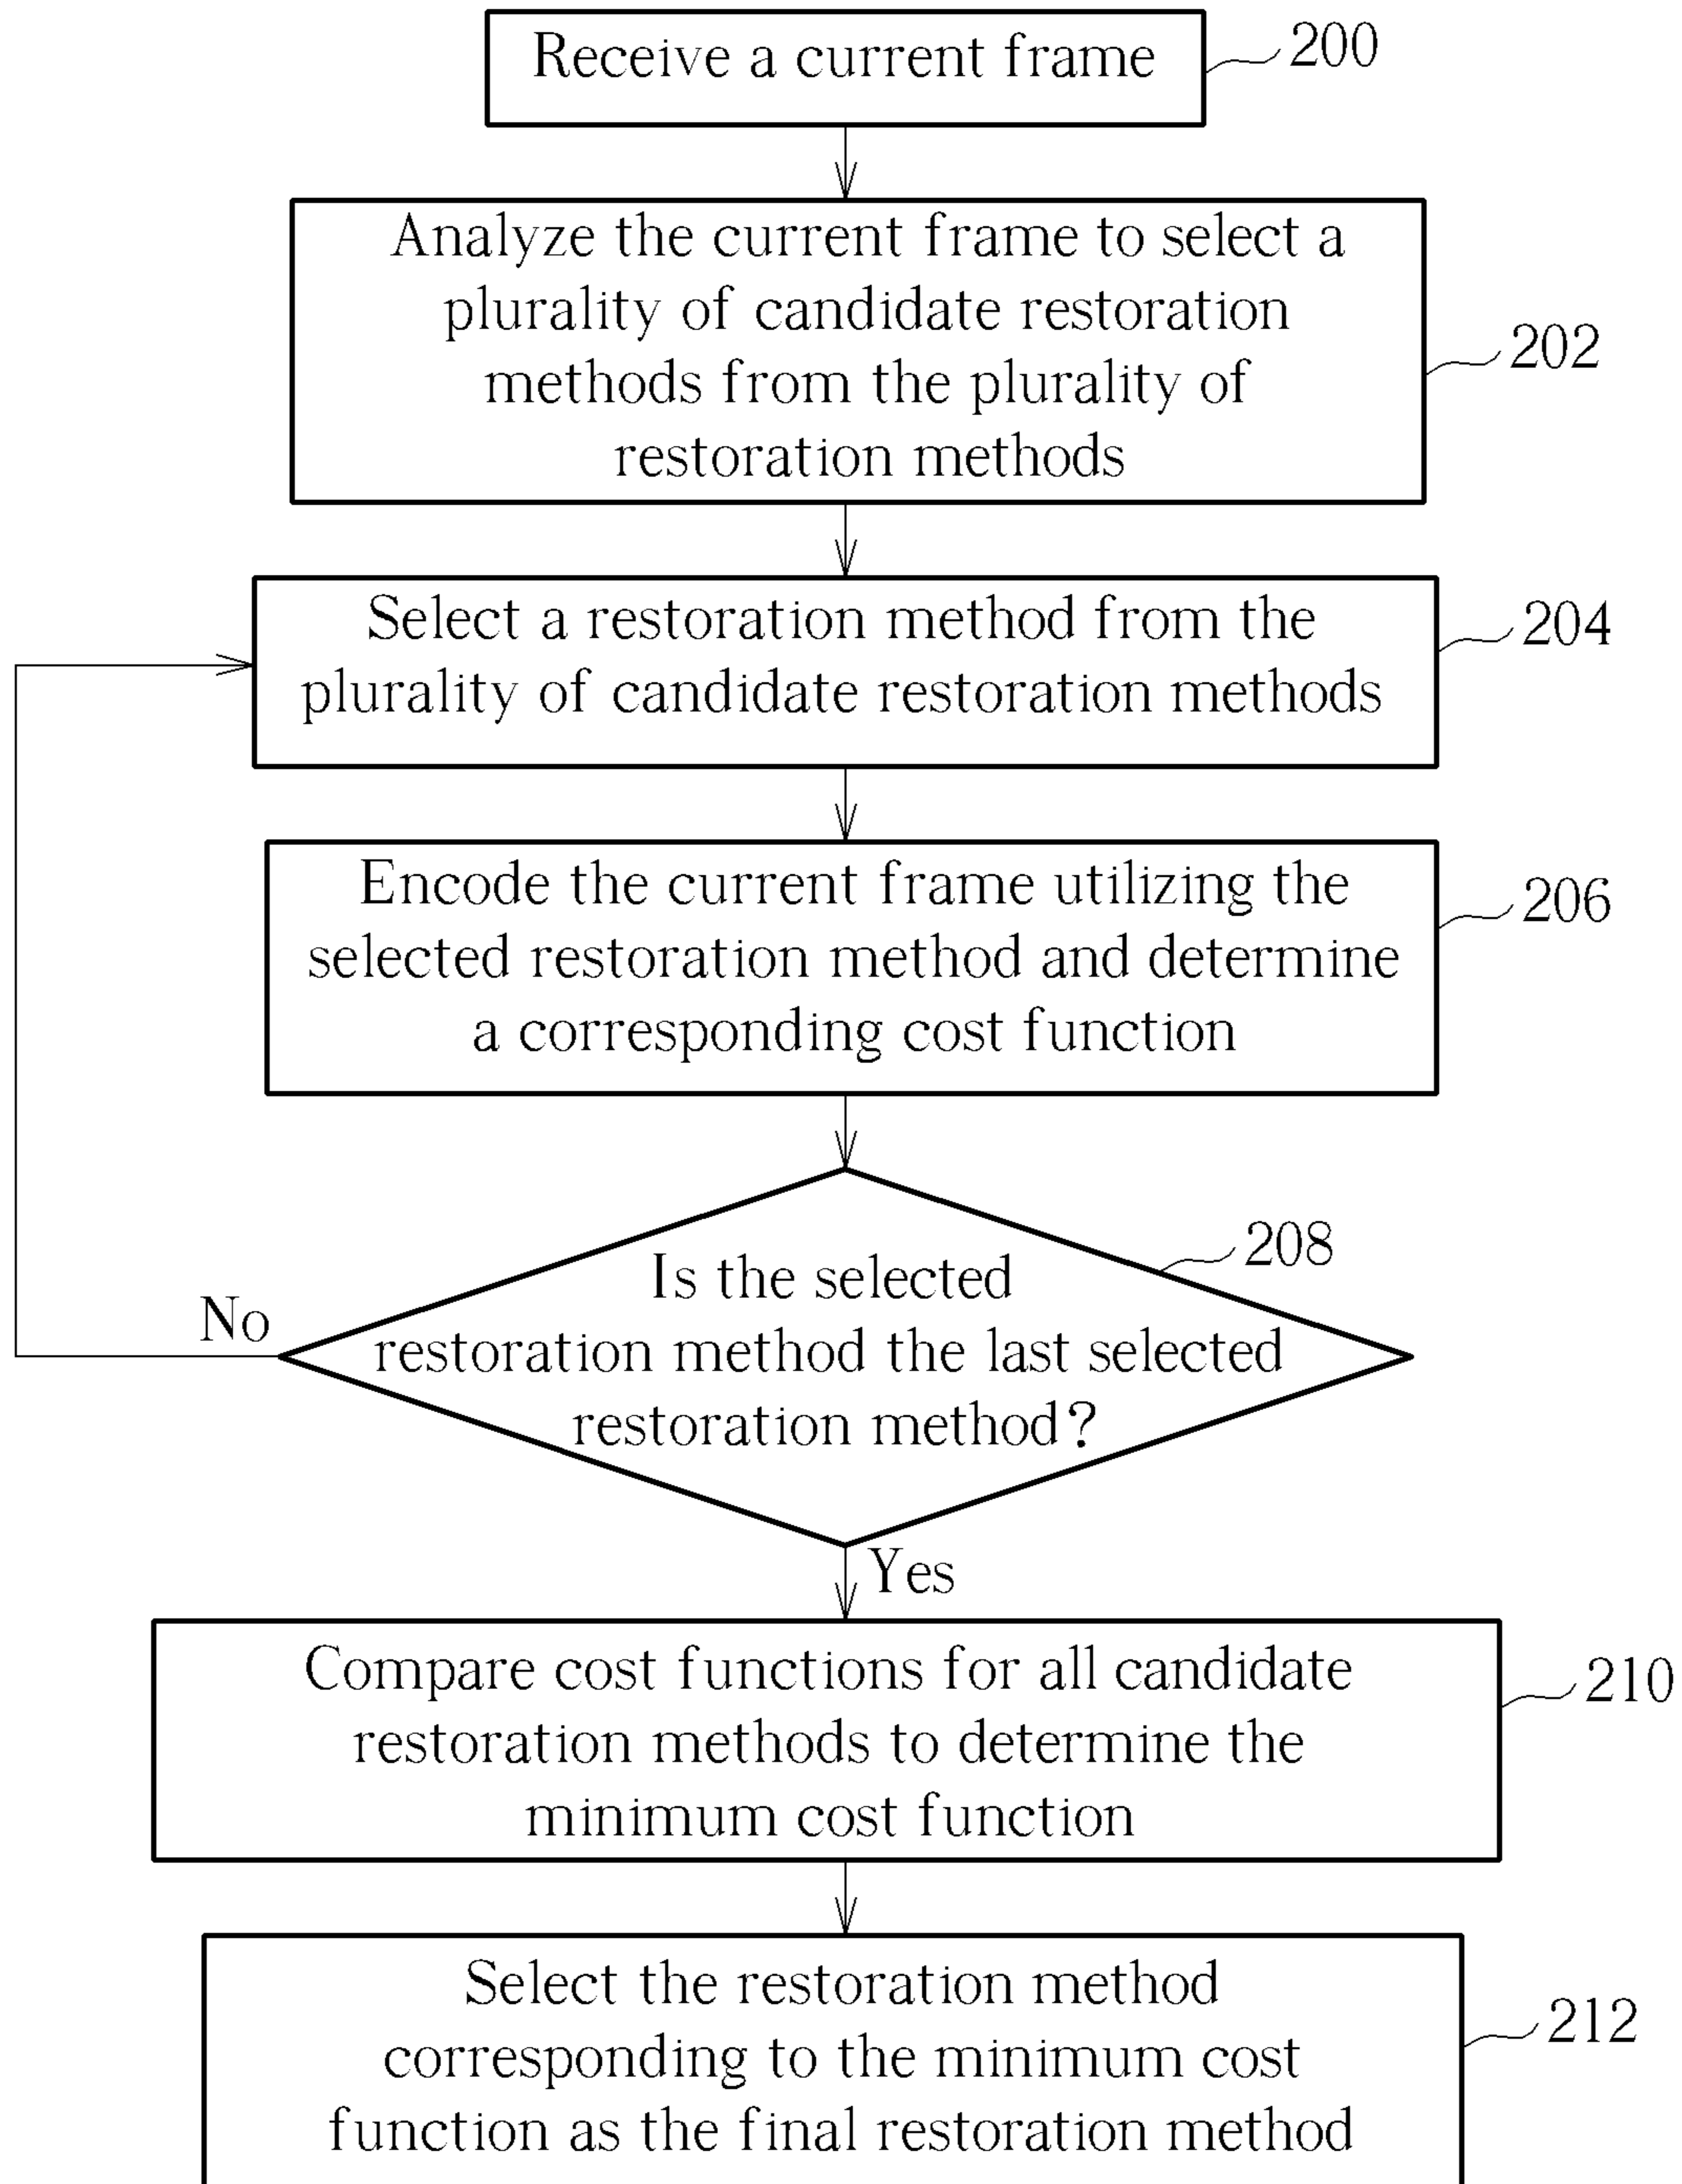 Receive a current frame
200
Analyze the current frame to select a
plurality of candidate restoration
methods from the plurality of
restoration methods
202
Select a restoration method from the
plurality of candidate restoration methods
204
Encode the current frame utilizing the
selected restoration method and determine
a corresponding cost function
206
Is the selected
restoration method the last selected
restoration method?
208
No
Yes
Compare cost functions for all candidate
restoration methods to determine the
minimum cost function
210
Select the restoration method
corresponding to the minimum cost
function as the final restoration method
212